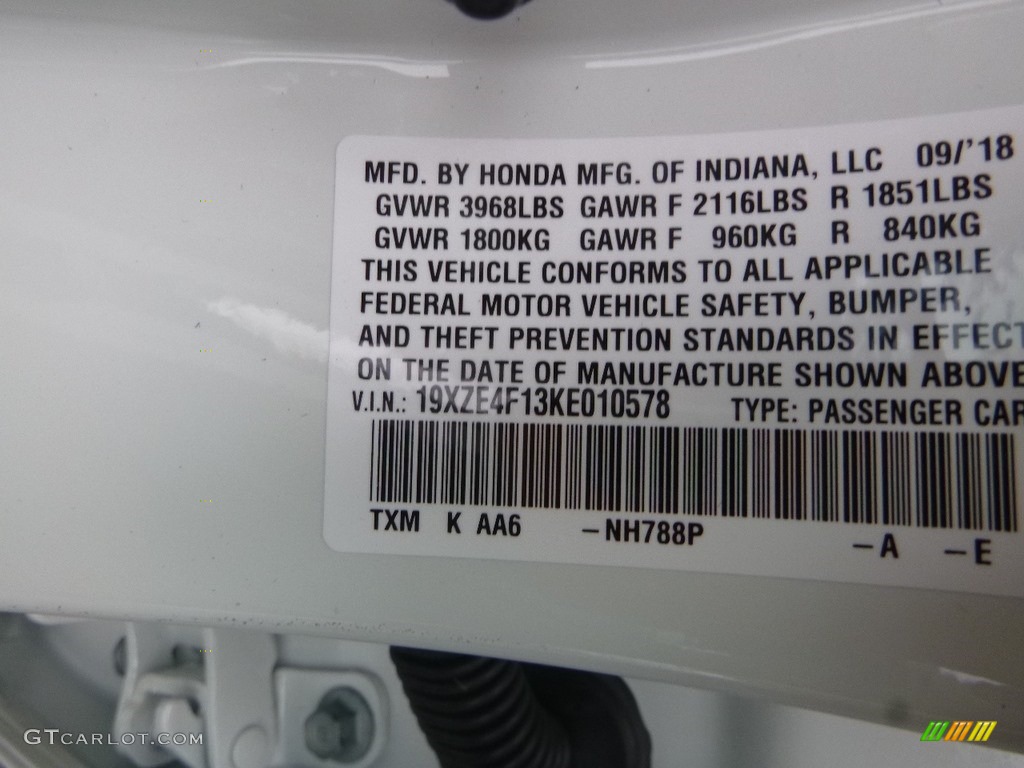 MFD. BY HONDA MFG. OF INDIANA, LLC 09/'18
GVWR 3968LBS GAWR F 2116LBS R 1851LBS
GVWR 1800KG GAWR F 960KG R 840KG
THIS VEHICLE CONFORMS TO ALL APPLICABLE
FEDERAL MOTOR VEHICLE SAFETY, BUMPER,
AND THEFT PREVENTION STANDARDS IN EFFECT
ON THE DATE OF MANUFACTURE SHOWN ABOVE
V.I.N.: 19XZE4F13KE010578 TYPE: PASSENGER CAR
TXM K AA6 –NH788P –A –E
GTCARLOT.COM